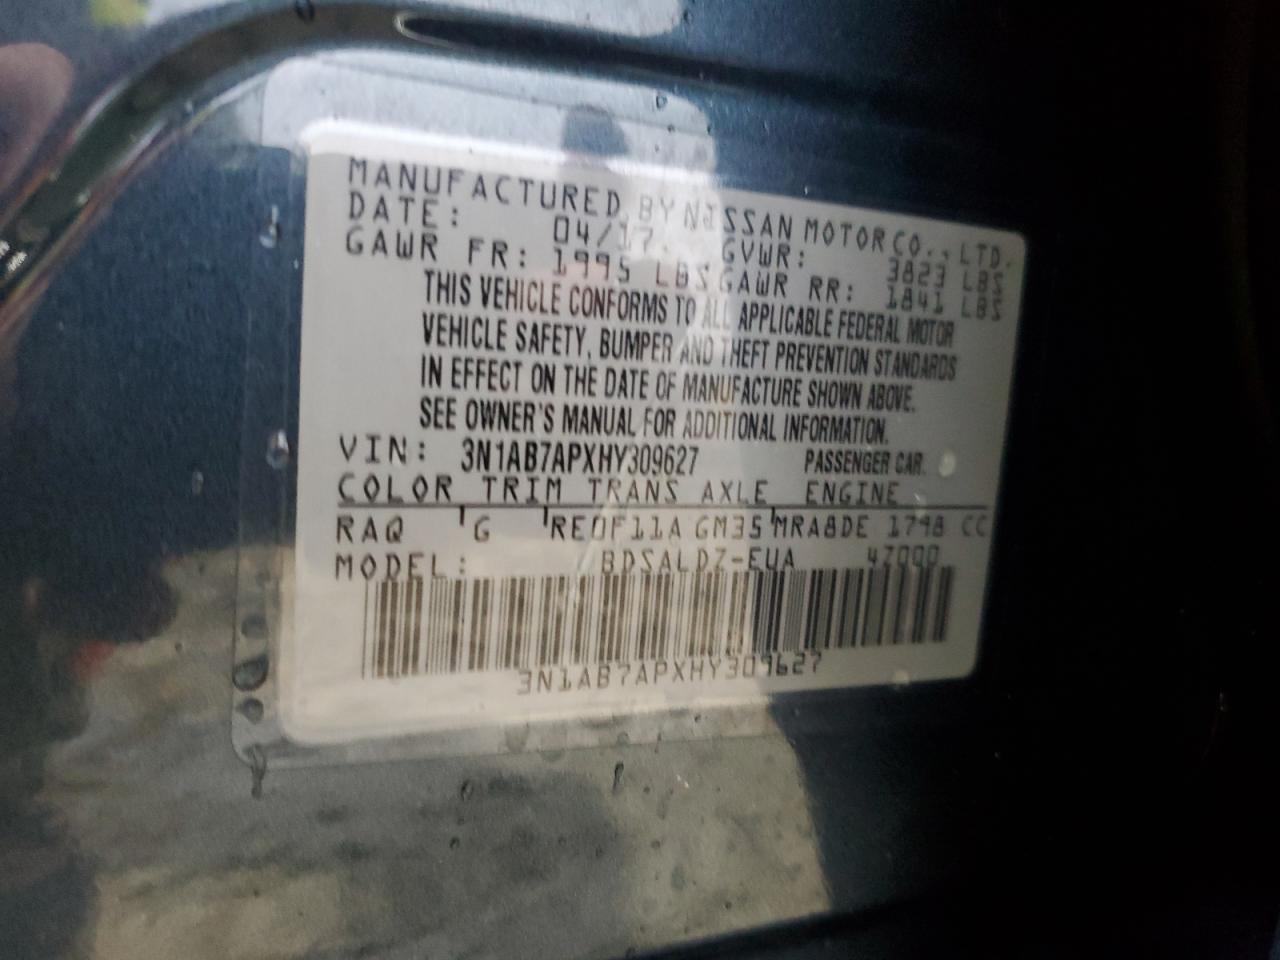 MANUFACTURED BY NISSAN MOTOR CO., LTD.
DATE: 04/17 GVWR: 3823 LBS
GAWR FR: 1995 LBS GAWR RR: 1841 LBS
THIS VEHICLE CONFORMS TO ALL APPLICABLE FEDERAL MOTOR
VEHICLE SAFETY, BUMPER AND THEFT PREVENTION STANDARDS
IN EFFECT ON THE DATE OF MANUFACTURE SHOWN ABOVE.
SEE OWNER'S MANUAL FOR ADDITIONAL INFORMATION.
VIN: 3N1AB7APXHY309627 PASSENGER CAR.
COLOR TRIM TRANS AXLE ENGINE
RAQ G RE0F11A GM35 MRA8DE 1798 CC
MODEL: BDSALDZ-EUA 4Z000
3N1AB7APXHY309627